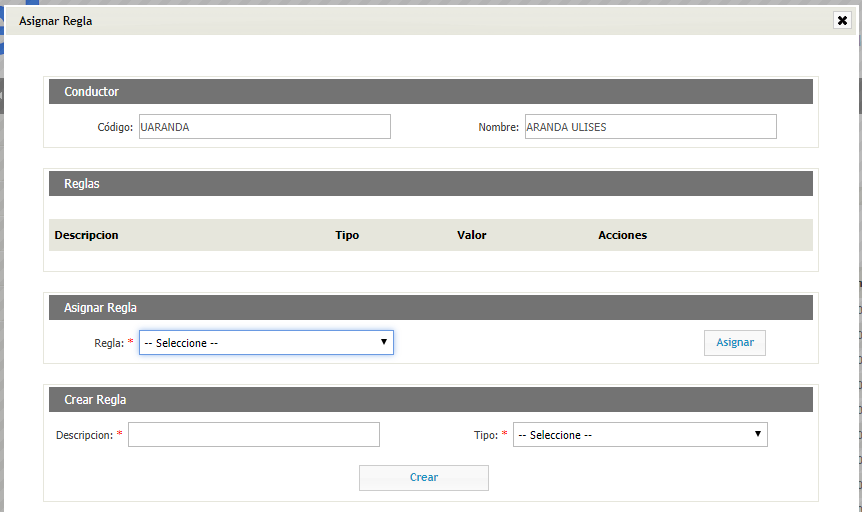 Asignar Regla
Conductor
Código: UARANDA Nombre: ARANDA ULISES
Reglas
Descripcion Tipo Valor Acciones
Asignar Regla
Regla: * -- Seleccione -- Asignar
Crear Regla
Descripcion: * Tipo: * -- Seleccione --
Crear